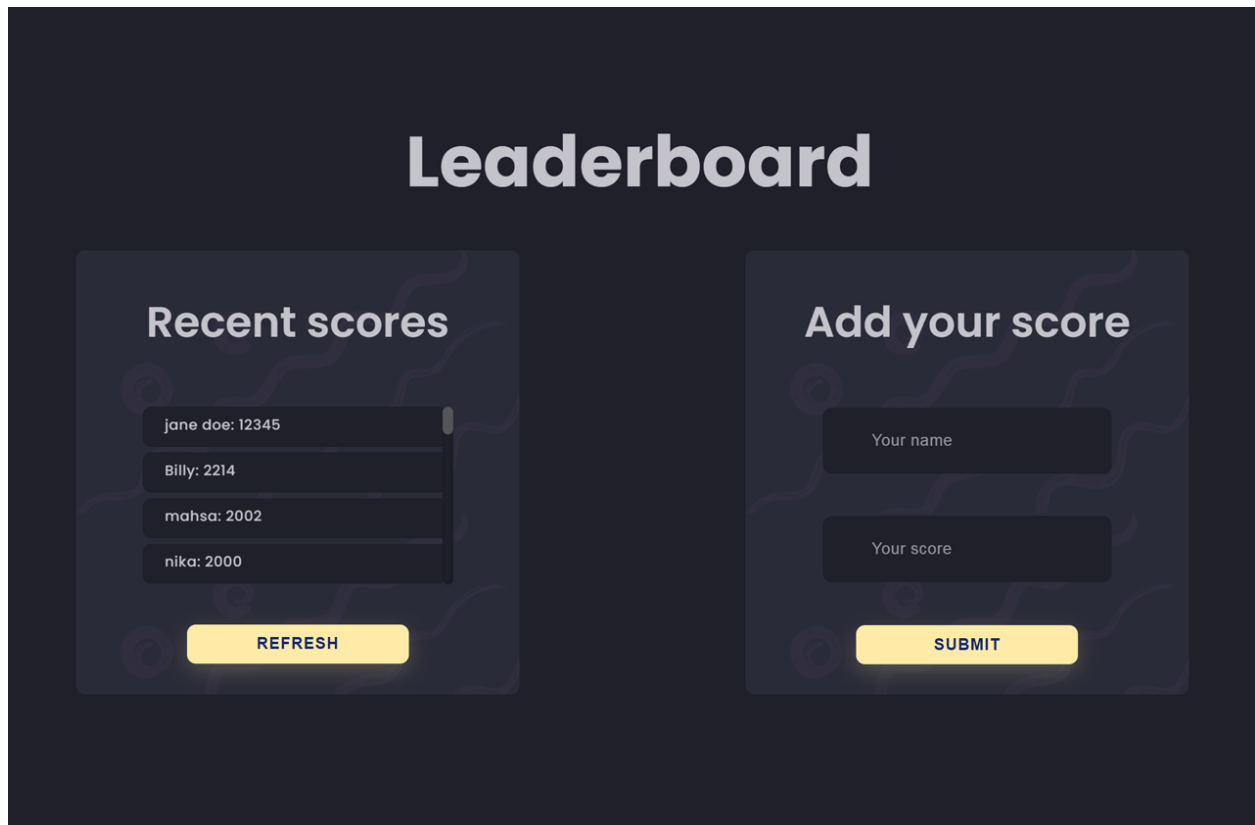 Leaderboard
Recent scores
jane doe: 12345
Billy: 2214
mahsa: 2002
nika: 2000
REFRESH
Add your score
Your name
Your score
SUBMIT